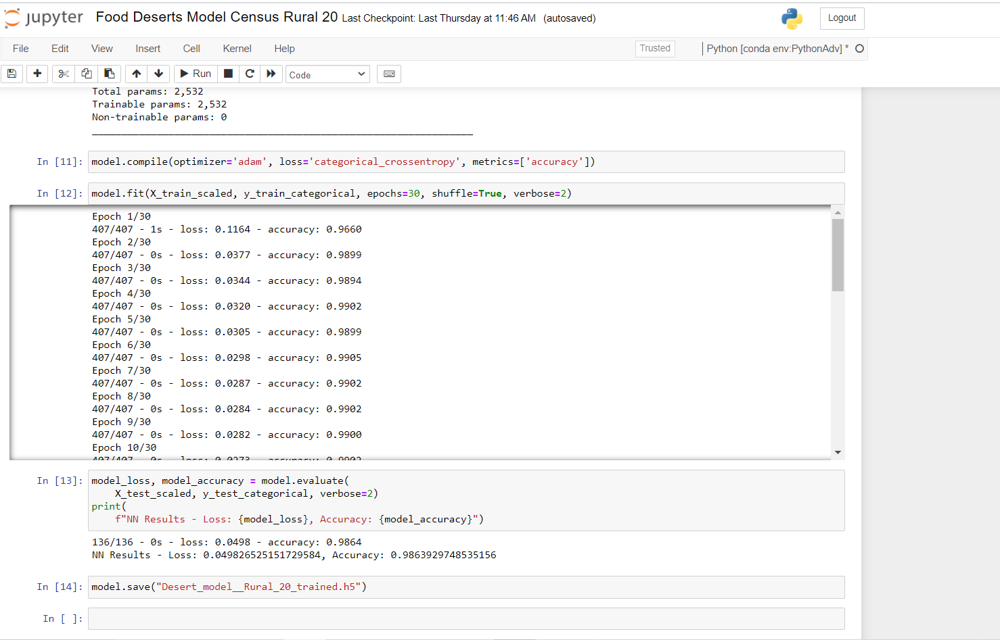 jupyter Food Deserts Model Census Rural 20 Last Checkpoint: Last Thursday at 11:46 AM (autosaved) Logout
File Edit View Insert Cell Kernel Help Trusted Python [conda env:PythonAdv] *
Run Code
Total params: 2,532
Trainable params: 2,532
Non-trainable params: 0
_________________________________________________________________
In [11]: model.compile(optimizer='adam', loss='categorical_crossentropy', metrics=['accuracy'])
In [12]: model.fit(X_train_scaled, y_train_categorical, epochs=30, shuffle=True, verbose=2)
Epoch 1/30
407/407 - 1s - loss: 0.1164 - accuracy: 0.9660
Epoch 2/30
407/407 - 0s - loss: 0.0377 - accuracy: 0.9899
Epoch 3/30
407/407 - 0s - loss: 0.0344 - accuracy: 0.9894
Epoch 4/30
407/407 - 0s - loss: 0.0320 - accuracy: 0.9902
Epoch 5/30
407/407 - 0s - loss: 0.0305 - accuracy: 0.9899
Epoch 6/30
407/407 - 0s - loss: 0.0298 - accuracy: 0.9905
Epoch 7/30
407/407 - 0s - loss: 0.0287 - accuracy: 0.9902
Epoch 8/30
407/407 - 0s - loss: 0.0284 - accuracy: 0.9902
Epoch 9/30
407/407 - 0s - loss: 0.0282 - accuracy: 0.9900
Epoch 10/30
407/407 - 0s - loss: 0.0273 - accuracy: 0.9902
In [13]: model_loss, model_accuracy = model.evaluate(
    X_test_scaled, y_test_categorical, verbose=2)
print(
    f"NN Results - Loss: {model_loss}, Accuracy: {model_accuracy}")
136/136 - 0s - loss: 0.0498 - accuracy: 0.9864
NN Results - Loss: 0.049826525151729584, Accuracy: 0.9863929748535156
In [14]: model.save("Desert_model__Rural_20_trained.h5")
In [ ]: